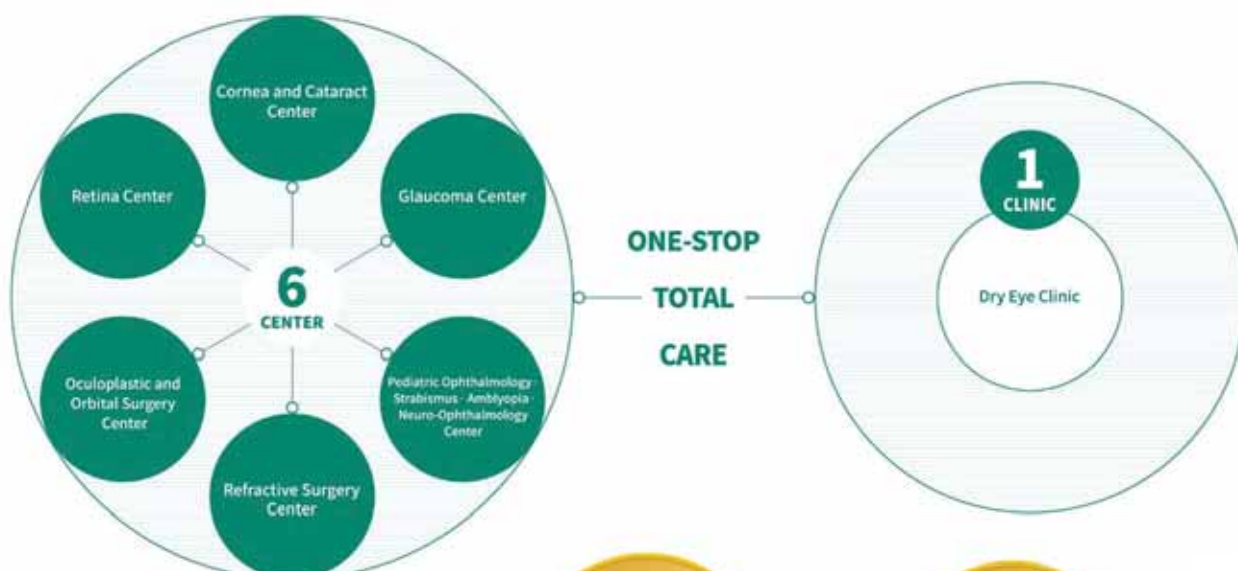 Cornea and Cataract
Center
Retina Center
Glaucoma Center
6
CENTER
Oculoplastic and
Orbital Surgery
Center
Pediatric Ophthalmology ·
Strabismus · Amblyopia ·
Neuro-Ophthalmology
Center
Refractive Surgery
Center
ONE-STOP
TOTAL
CARE
1
CLINIC
Dry Eye Clinic